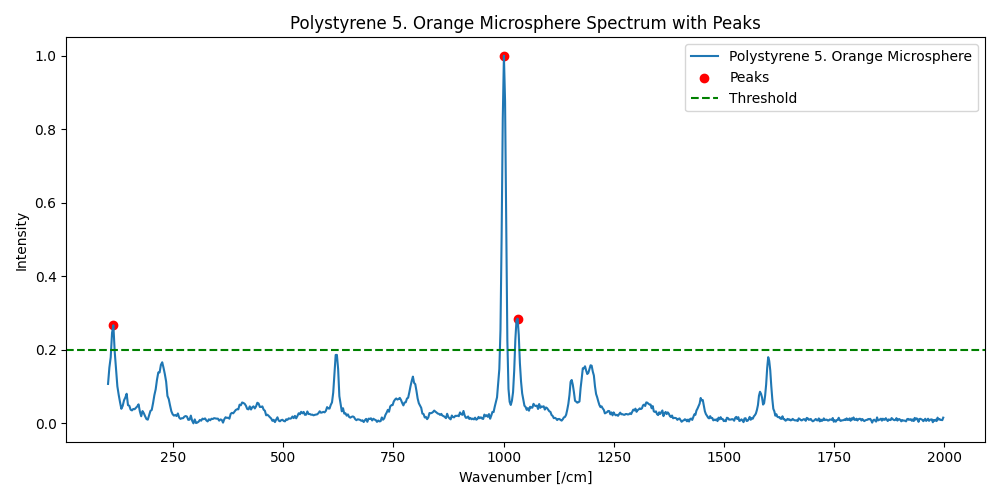 Polystyrene 5. Orange Microsphere Spectrum with Peaks
Polystyrene 5. Orange Microsphere
Peaks
Threshold
Intensity
1.0
0.8
0.6
0.4
0.2
0.0
250
500
750
1000
1250
1500
1750
2000
Wavenumber [/cm]